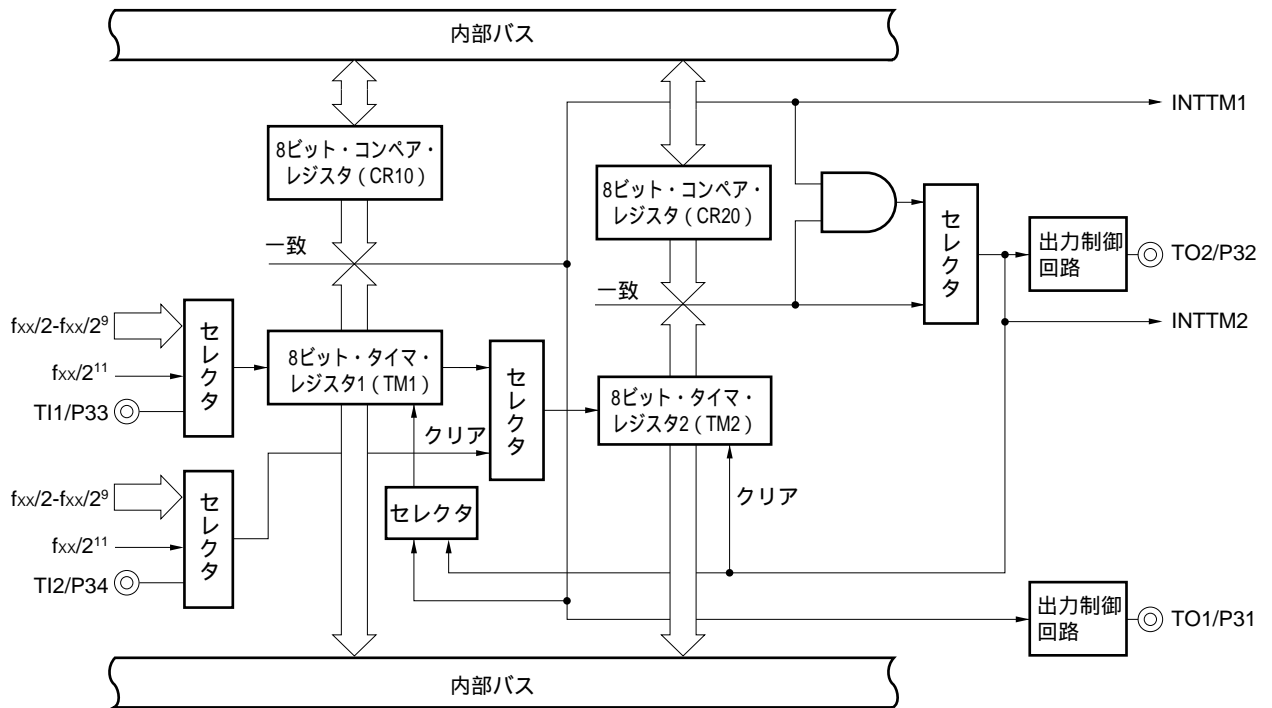 内部バス
INTTM1
8ビット・コンペア・
レジスタ（CR10）
8ビット・コンペア・
レジスタ（CR20）
セレクタ
出力制御
回路
TO2/P32
一致
一致
INTTM2
fxx/2-fxx/2⁹
fxx/2¹¹
TI1/P33
セレクタ
8ビット・タイマ・
レジスタ1（TM1）
セレクタ
8ビット・タイマ・
レジスタ2（TM2）
クリア
fxx/2-fxx/2⁹
fxx/2¹¹
TI2/P34
セレクタ
セレクタ
クリア
出力制御
回路
TO1/P31
内部バス